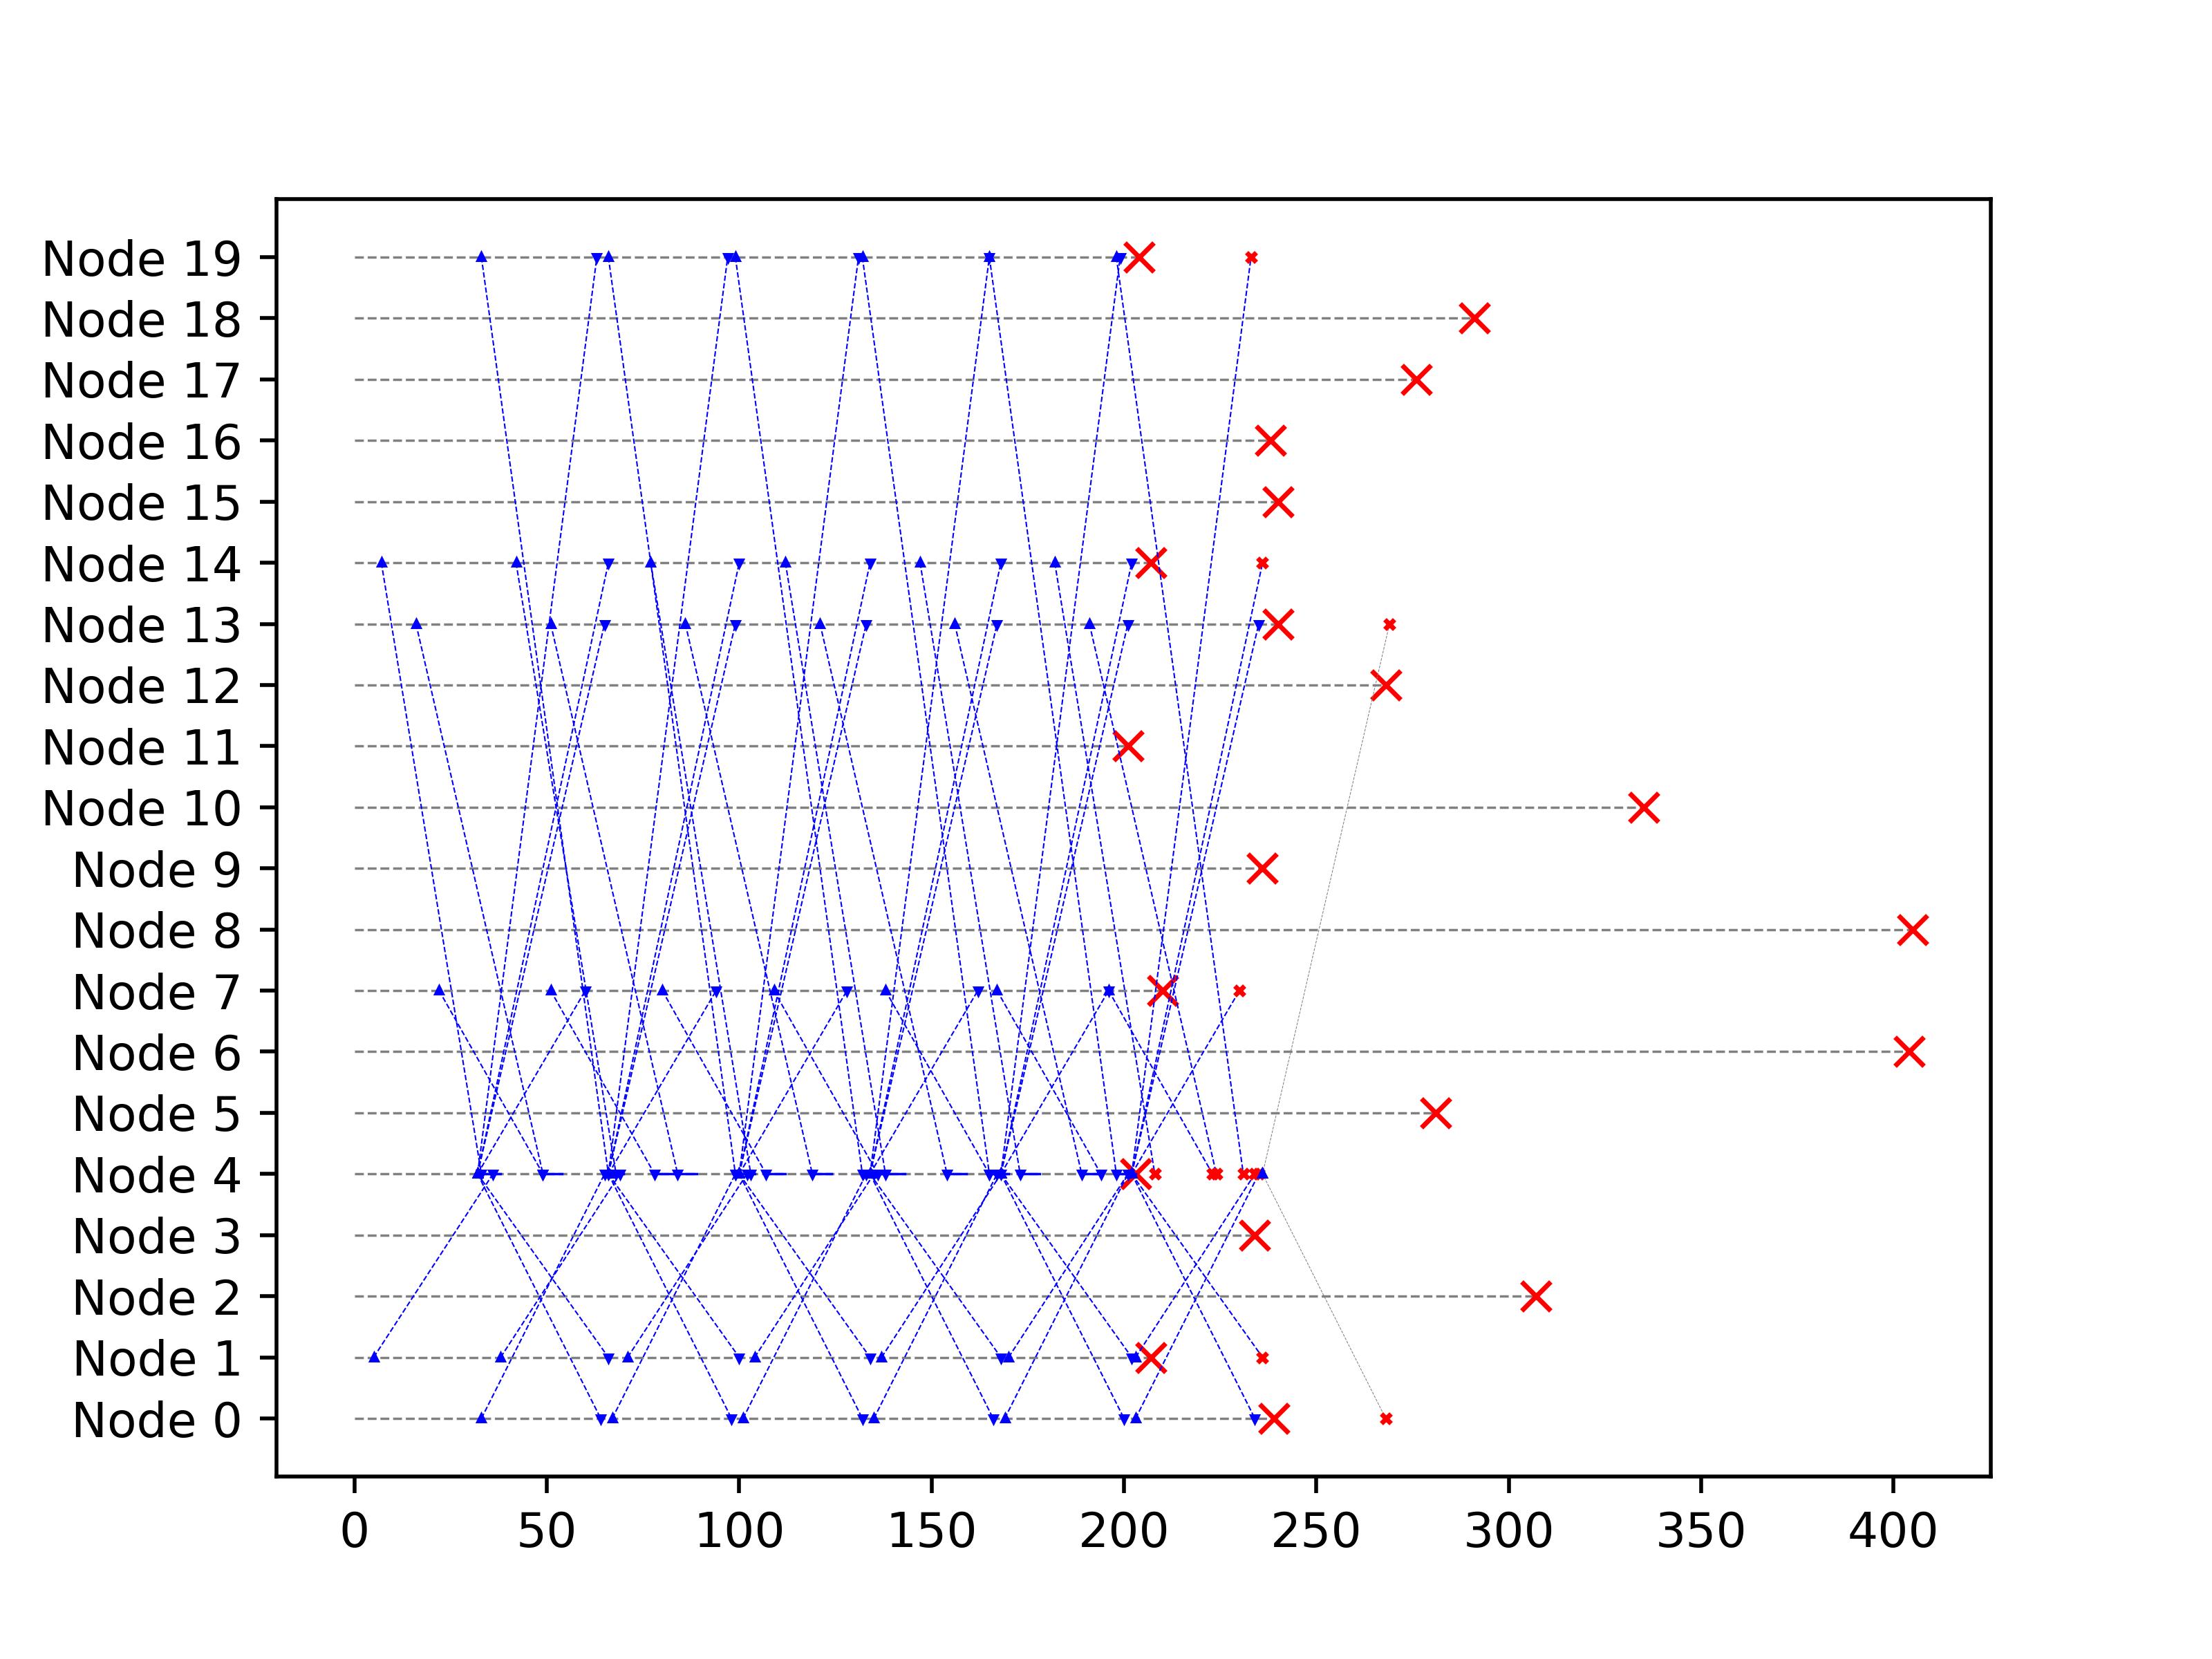 Node 19
Node 18
Node 17
Node 16
Node 15
Node 14
Node 13
Node 12
Node 11
Node 10
Node 9
Node 8
Node 7
Node 6
Node 5
Node 4
Node 3
Node 2
Node 1
Node 0
0 50 100 150 200 250 300 350 400